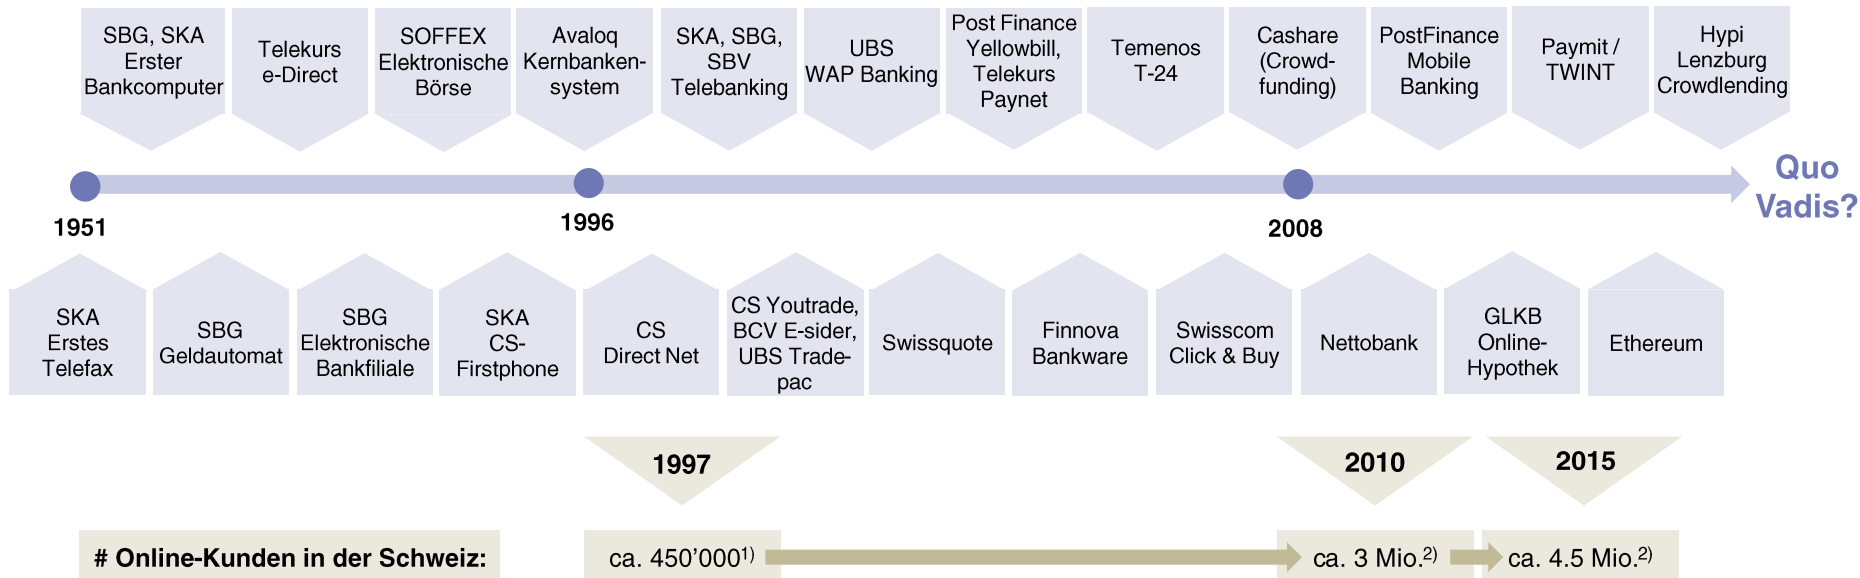 SBG, SKA
Erster
Bankcomputer
Telekurs
e-Direct
SOFFEX
Elektronische
Börse
Avaloq
Kernbanken-
system
SKA, SBG,
SBV
Telebanking
UBS
WAP Banking
Post Finance
Yellowbill,
Telekurs
Paynet
Temenos
T-24
Cashare
(Crowd-
funding)
PostFinance
Mobile
Banking
Paymit /
TWINT
Hypi
Lenzburg
Crowdlending
Quo
Vadis?
1951
1996
2008
SKA
Erstes
Telefax
SBG
Geldautomat
SBG
Elektronische
Bankfiliale
SKA
CS-
Firstphone
CS
Direct Net
CS Youtrade,
BCV E-sider,
UBS Trade-
pac
Swissquote
Finnova
Bankware
Swisscom
Click & Buy
Nettobank
GLKB
Online-
Hypothek
Ethereum
1997
2010
2015
# Online-Kunden in der Schweiz:
ca. 450’000¹⁾
ca. 3 Mio.²⁾
ca. 4.5 Mio.²⁾